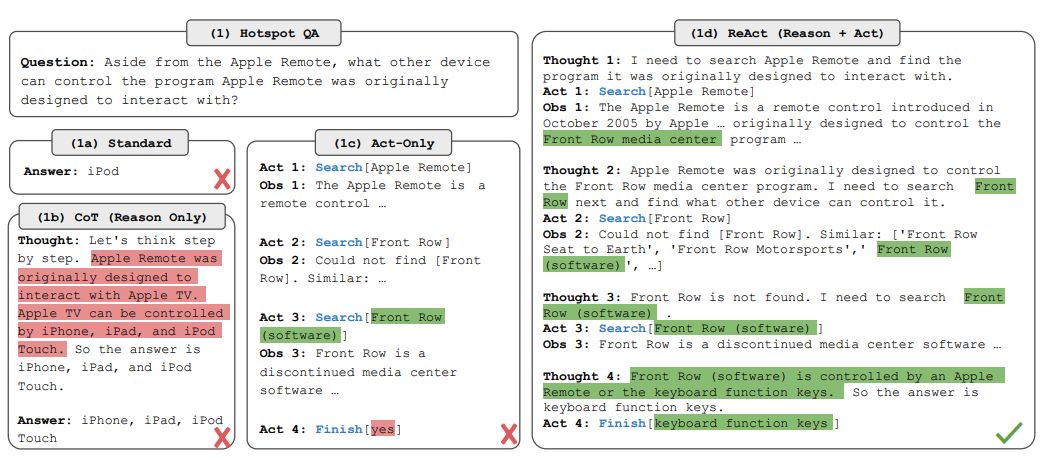 (1) Hotspot QA
Question: Aside from the Apple Remote, what other device
can control the program Apple Remote was originally
designed to interact with?
(1a) Standard
Answer: iPod
(1b) CoT (Reason Only)
Thought: Let's think step
by step. Apple Remote was
originally designed to
interact with Apple TV.
Apple TV can be controlled
by iPhone, iPad, and iPod
Touch. So the answer is
iPhone, iPad, and iPod
Touch.
Answer: iPhone, iPad, iPod
Touch
(1c) Act-Only
Act 1: Search[Apple Remote]
Obs 1: The Apple Remote is a
remote control …
Act 2: Search[Front Row]
Obs 2: Could not find [Front
Row]. Similar: …
Act 3: Search[Front Row
(software)]
Obs 3: Front Row is a
discontinued media center
software …
Act 4: Finish[yes]
(1d) ReAct (Reason + Act)
Thought 1: I need to search Apple Remote and find the
program it was originally designed to interact with.
Act 1: Search[Apple Remote]
Obs 1: The Apple Remote is a remote control introduced in
October 2005 by Apple … originally designed to control the
Front Row media center program …
Thought 2: Apple Remote was originally designed to control
the Front Row media center program. I need to search Front
Row next and find what other device can control it.
Act 2: Search[Front Row]
Obs 2: Could not find [Front Row]. Similar: ['Front Row
Seat to Earth', 'Front Row Motorsports',' Front Row
(software)', …]
Thought 3: Front Row is not found. I need to search Front
Row (software) .
Act 3: Search[Front Row (software)]
Obs 3: Front Row is a discontinued media center software …
Thought 4: Front Row (software) is controlled by an Apple
Remote or the keyboard function keys. So the answer is
keyboard function keys.
Act 4: Finish[keyboard function keys]